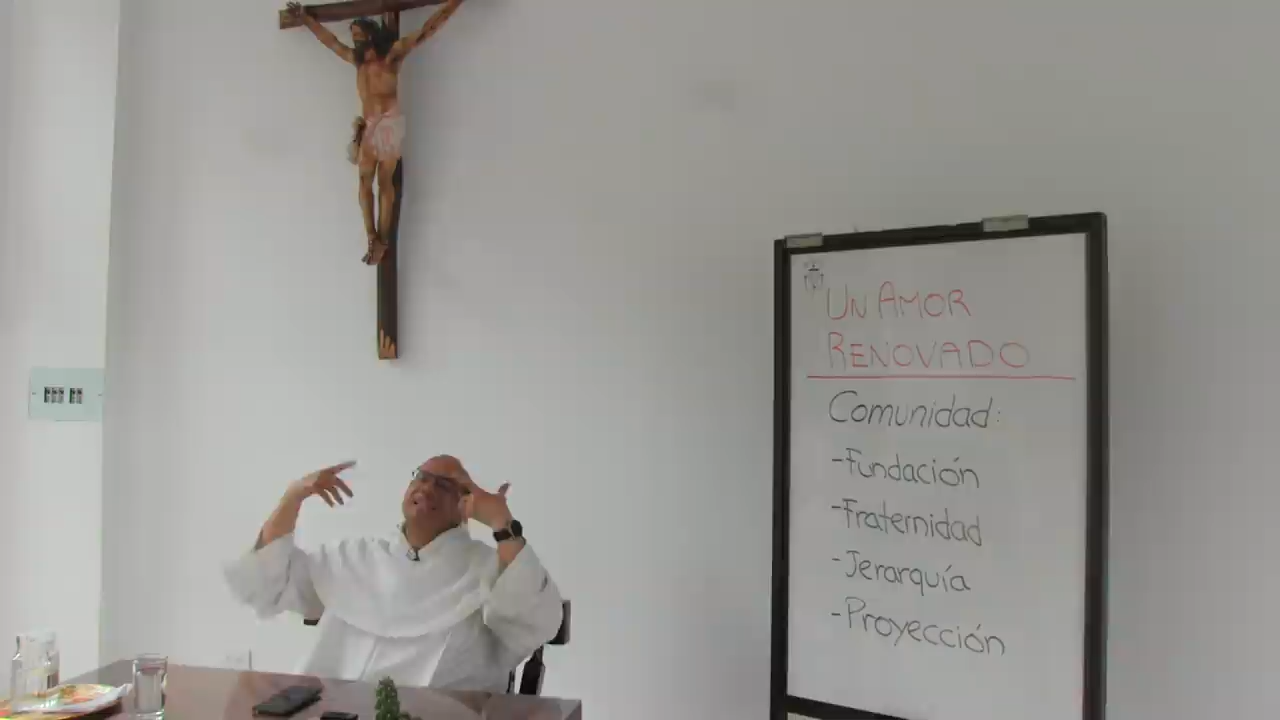 UN AMOR
RENOVADO
Comunidad:
-Fundación
-Fraternidad
-Jerarquía
-Proyección